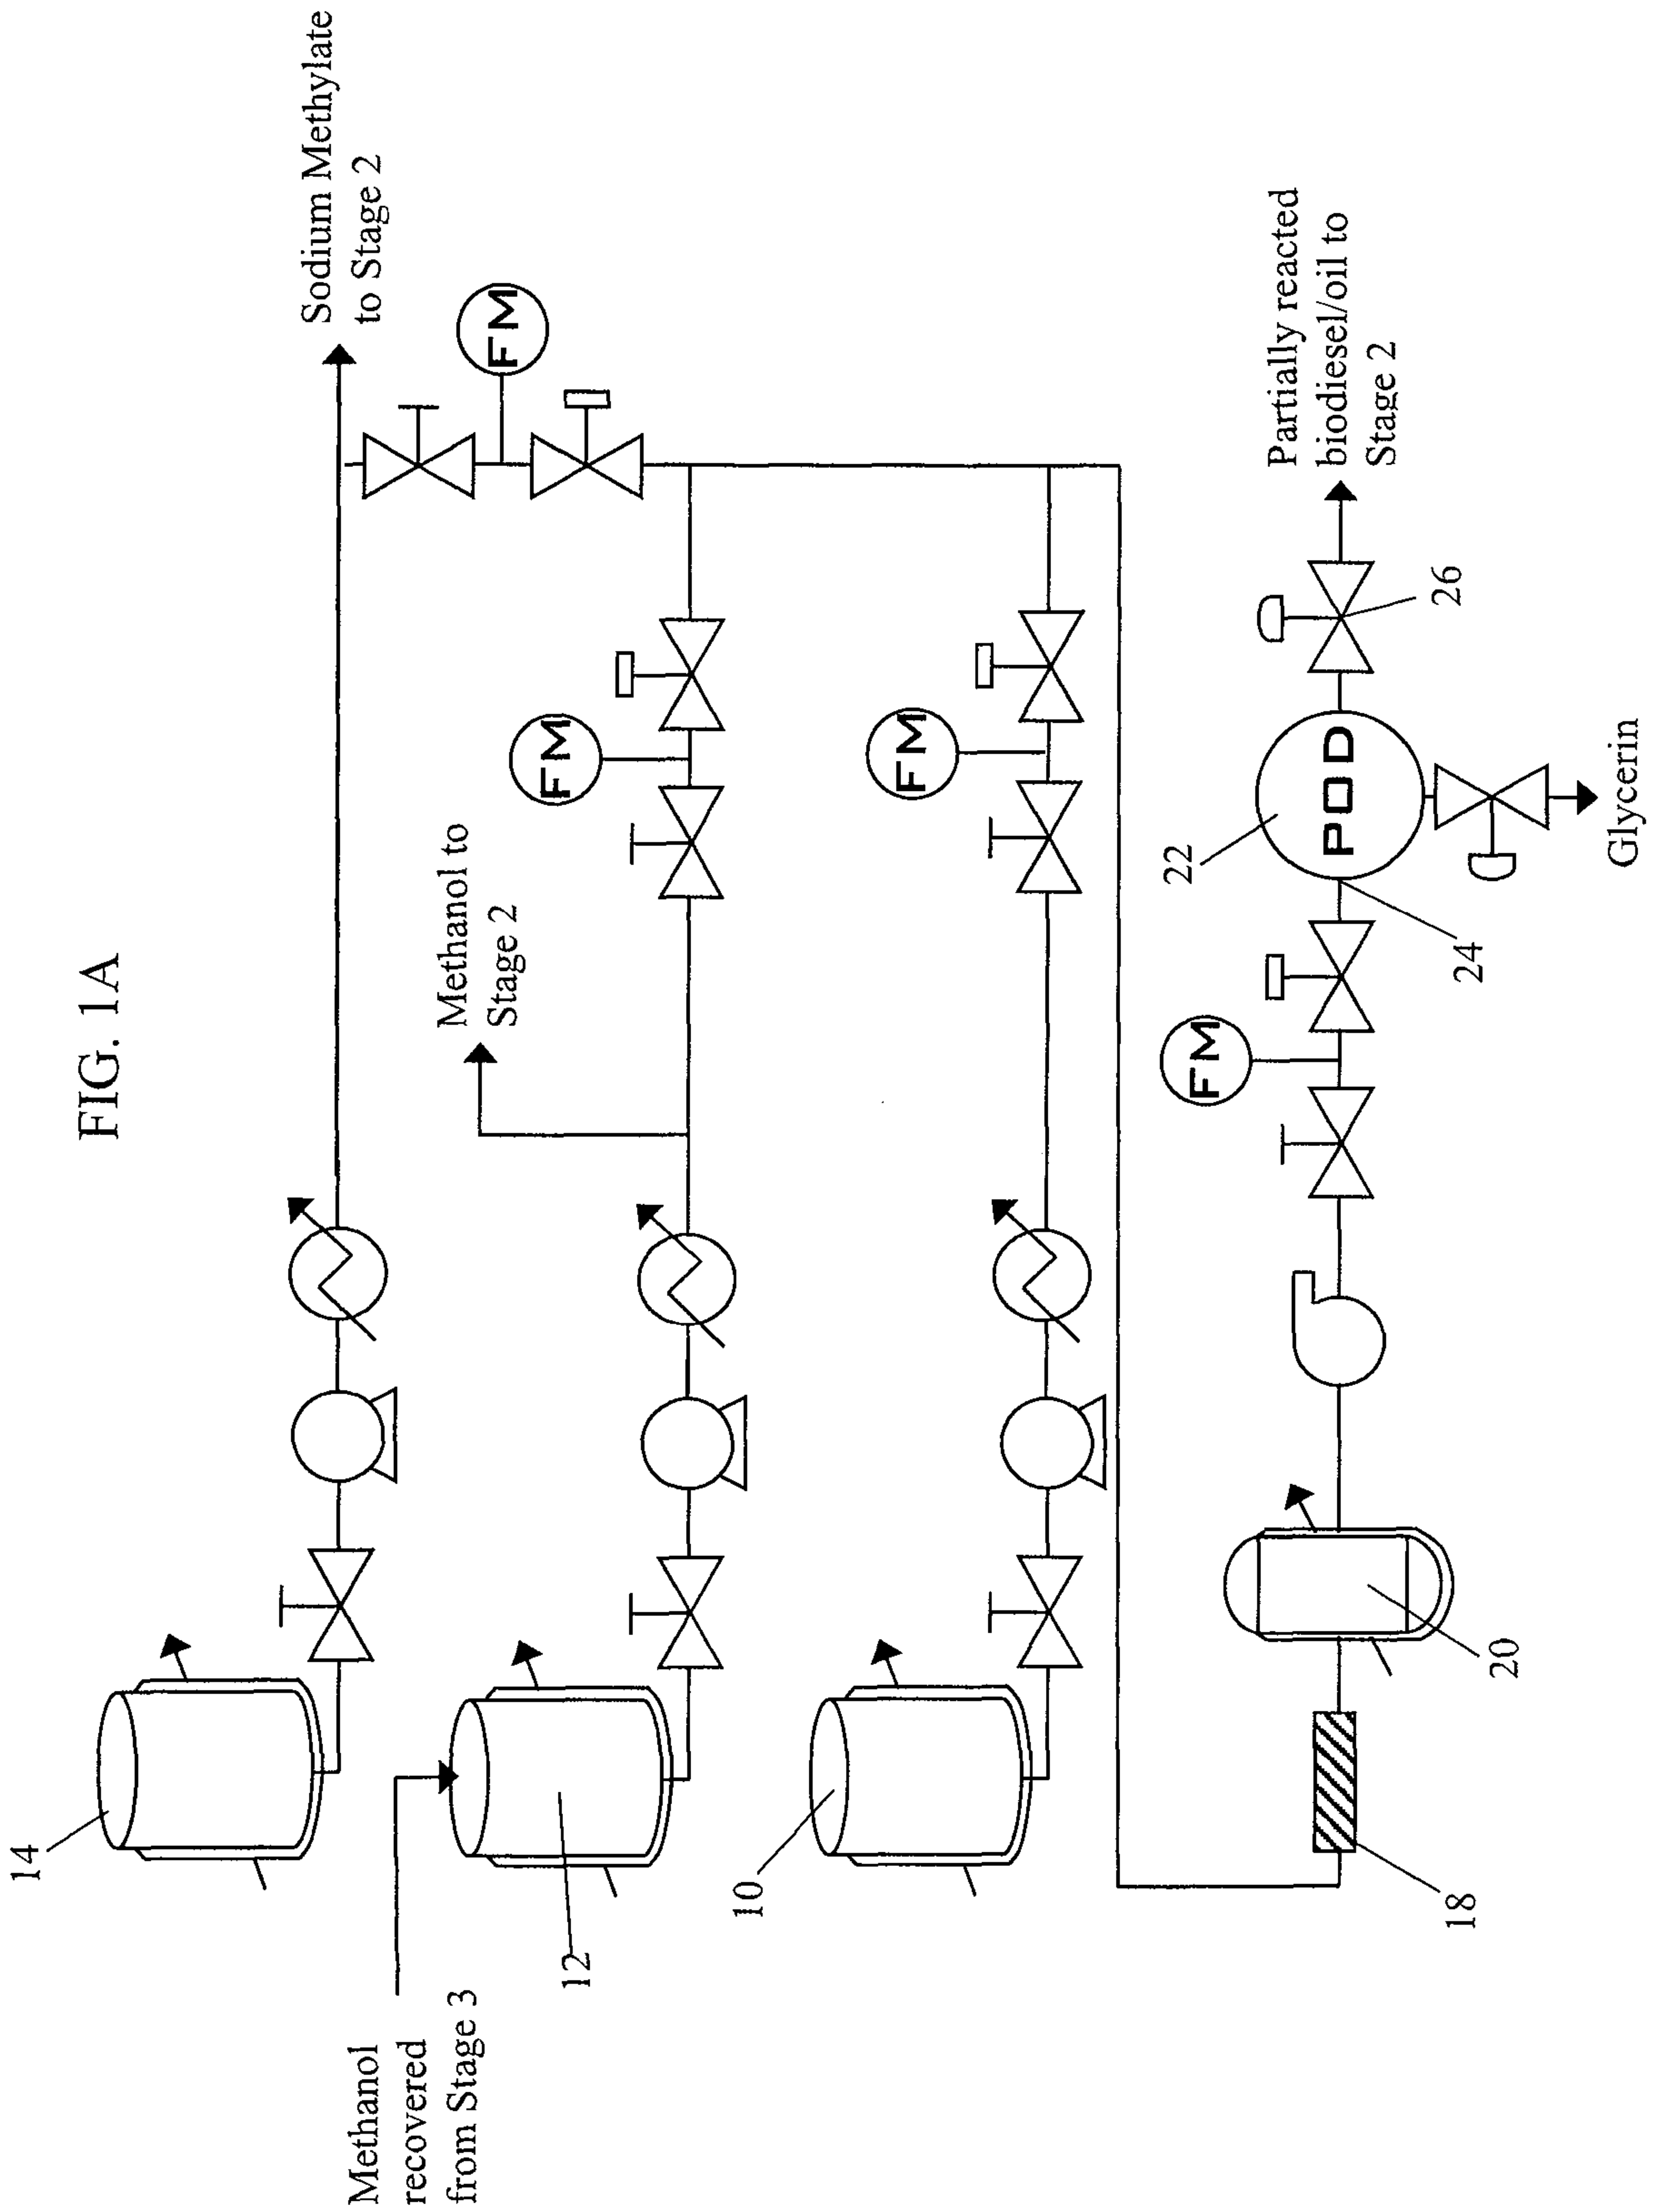 FIG. 1A
14
Sodium Methylate
to Stage 2
FM
Methanol
recovered
from Stage 3
12
Methanol to
Stage 2
FM
10
FM
18
20
FM
24
22
POD
26
Partially reacted
biodiesel/oil to
Stage 2
Glycerin